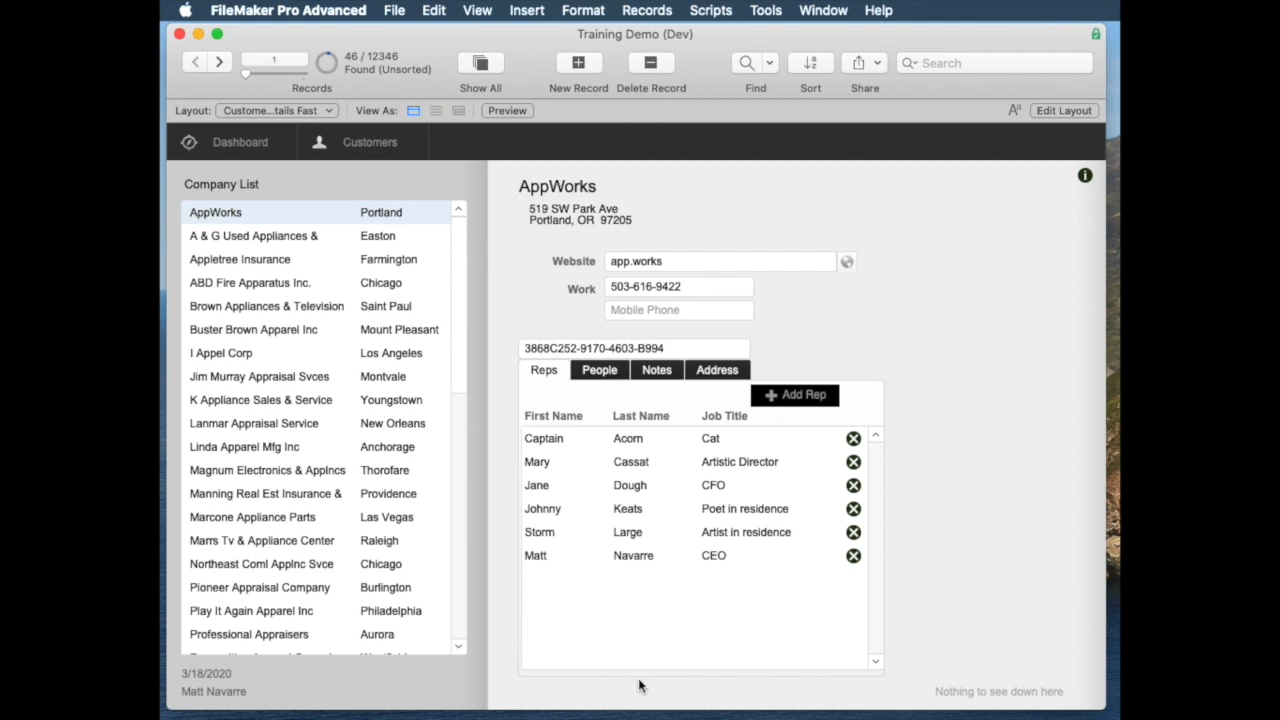 FileMaker Pro Advanced File Edit View Insert Format Records Scripts Tools Window Help
Training Demo (Dev)
1
46 / 12346
Found (Unsorted)
Search
Records Show All New Record Delete Record Find Sort Share
Layout: Custome...tails Fast View As: Preview Aa Edit Layout
Dashboard Customers
Company List
AppWorks Portland
A & G Used Appliances & Easton
Appletree Insurance Farmington
ABD Fire Apparatus Inc. Chicago
Brown Appliances & Television Saint Paul
Buster Brown Apparel Inc Mount Pleasant
I Appel Corp Los Angeles
Jim Murray Appraisal Svces Montvale
K Appliance Sales & Service Youngstown
Lanmar Appraisal Service New Orleans
Linda Apparel Mfg Inc Anchorage
Magnum Electronics & Applncs Thorofare
Manning Real Est Insurance & Providence
Marcone Appliance Parts Las Vegas
Marrs Tv & Appliance Center Raleigh
Northeast Coml Applnc Svce Chicago
Pioneer Appraisal Company Burlington
Play It Again Apparel Inc Philadelphia
Professional Appraisers Aurora
3/18/2020
Matt Navarre
AppWorks
519 SW Park Ave
Portland, OR 97205
Website app.works
Work 503-616-9422
Mobile Phone
3868C252-9170-4603-B994
Reps People Notes Address
Add Rep
First Name Last Name Job Title
Captain Acorn Cat
Mary Cassat Artistic Director
Jane Dough CFO
Johnny Keats Poet in residence
Storm Large Artist in residence
Matt Navarre CEO
Nothing to see down here